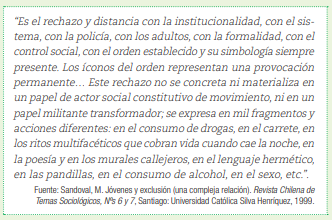 “Es el rechazo y distancia con la institucionalidad, con el sis-
tema, con la policía, con los adultos, con la formalidad, con el
control social, con el orden establecido y su simbología siempre
presente. Los íconos del orden representan una provocación
permanente… Este rechazo no se concreta ni materializa en
un papel de actor social constitutivo de movimiento, ni en un
papel militante transformador; se expresa en mil fragmentos y
acciones diferentes: en el consumo de drogas, en el carrete, en
los ritos multifacéticos que cobran vida cuando cae la noche, en
la poesía y en los murales callejeros, en el lenguaje hermético,
en las pandillas, en el consumo de alcohol, en el sexo, etc.”.
Fuente: Sandoval, M. Jóvenes y exclusión (una compleja relación). Revista Chilena de
Temas Sociológicos, Nºs 6 y 7, Santiago: Universidad Católica Silva Henríquez, 1999.